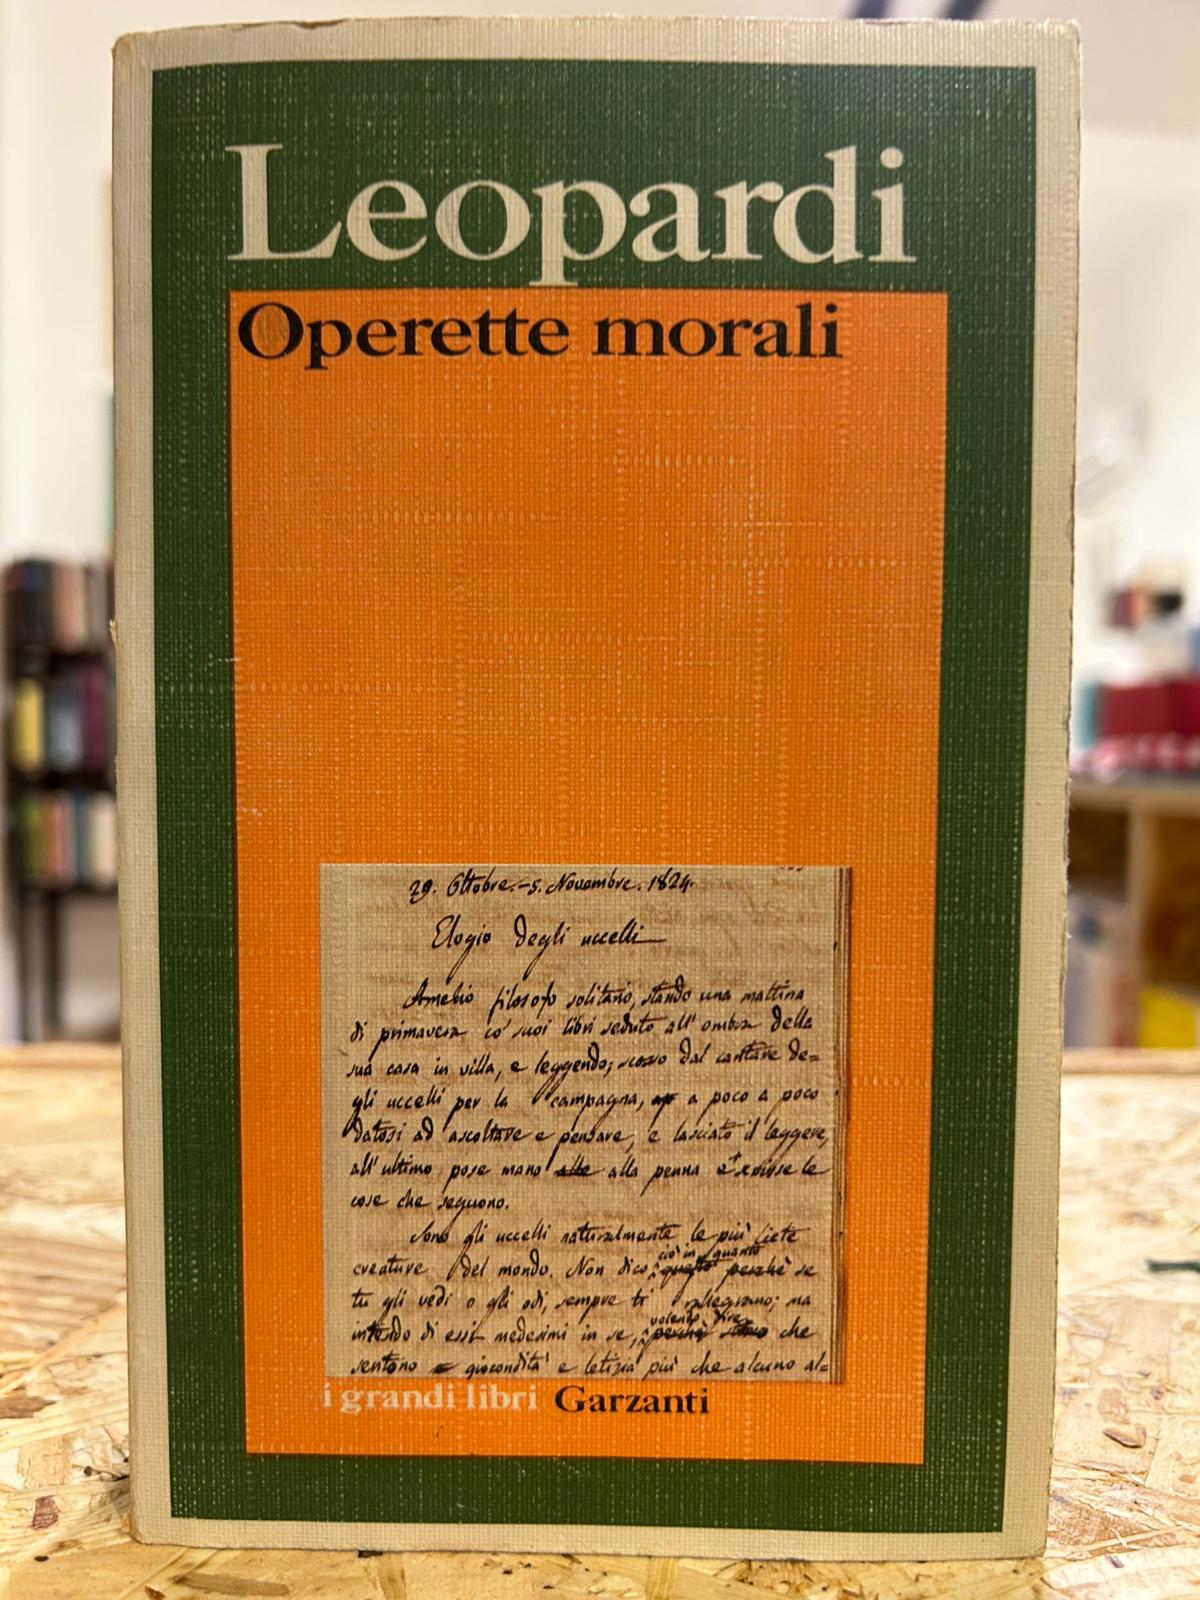 Leopardi
Operette morali
29. Ottobre.-5. Novembre. 1824.
Elogio degli uccelli
Amelio filosofo solitario, stando una mattina
di primavera co' suoi libri seduto all' ombra della
sua casa in villa, e leggendo; scosso dal cantare de=
gli uccelli per la campagna, a poco a poco
datosi ad ascoltare e pensare, e lasciato il leggere,
all' ultimo pose mano alle alla penna e scrisse le
cose che seguono.
Sono gli uccelli naturalmente le più liete
creature del mondo. Non dico ciò in quanto perchè se
tu gli vedi o gli odi, sempre ti rallegrano; ma
intendo di essi medesimi in se, volendo dire perchè che
sentono giocondità e letizia più che alcuno al=
i grandi libri Garzanti